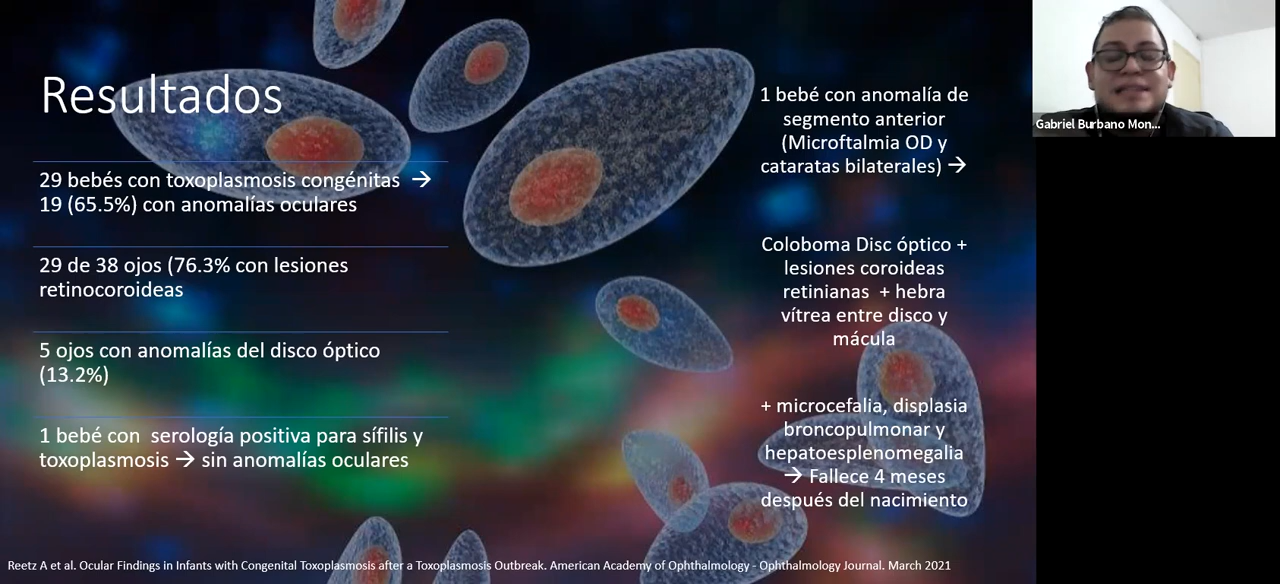 Resultados
29 bebés con toxoplasmosis congénitas →
19 (65.5%) con anomalías oculares
29 de 38 ojos (76.3% con lesiones
retinocoroideas
5 ojos con anomalías del disco óptico
(13.2%)
1 bebé con serología positiva para sífilis y
toxoplasmosis → sin anomalías oculares
1 bebé con anomalía de
segmento anterior
(Microftalmia OD y
cataratas bilaterales) →
Coloboma Disc óptico +
lesiones coroideas
retinianas + hebra
vítrea entre disco y
mácula
+ microcefalia, displasia
broncopulmonar y
hepatoesplenomegalia
→ Fallece 4 meses
después del nacimiento
Reetz A et al. Ocular Findings in Infants with Congenital Toxoplasmosis after a Toxoplasmosis Outbreak. American Academy of Ophthalmology - Ophthalmology Journal. March 2021
Gabriel Burbano Mon...